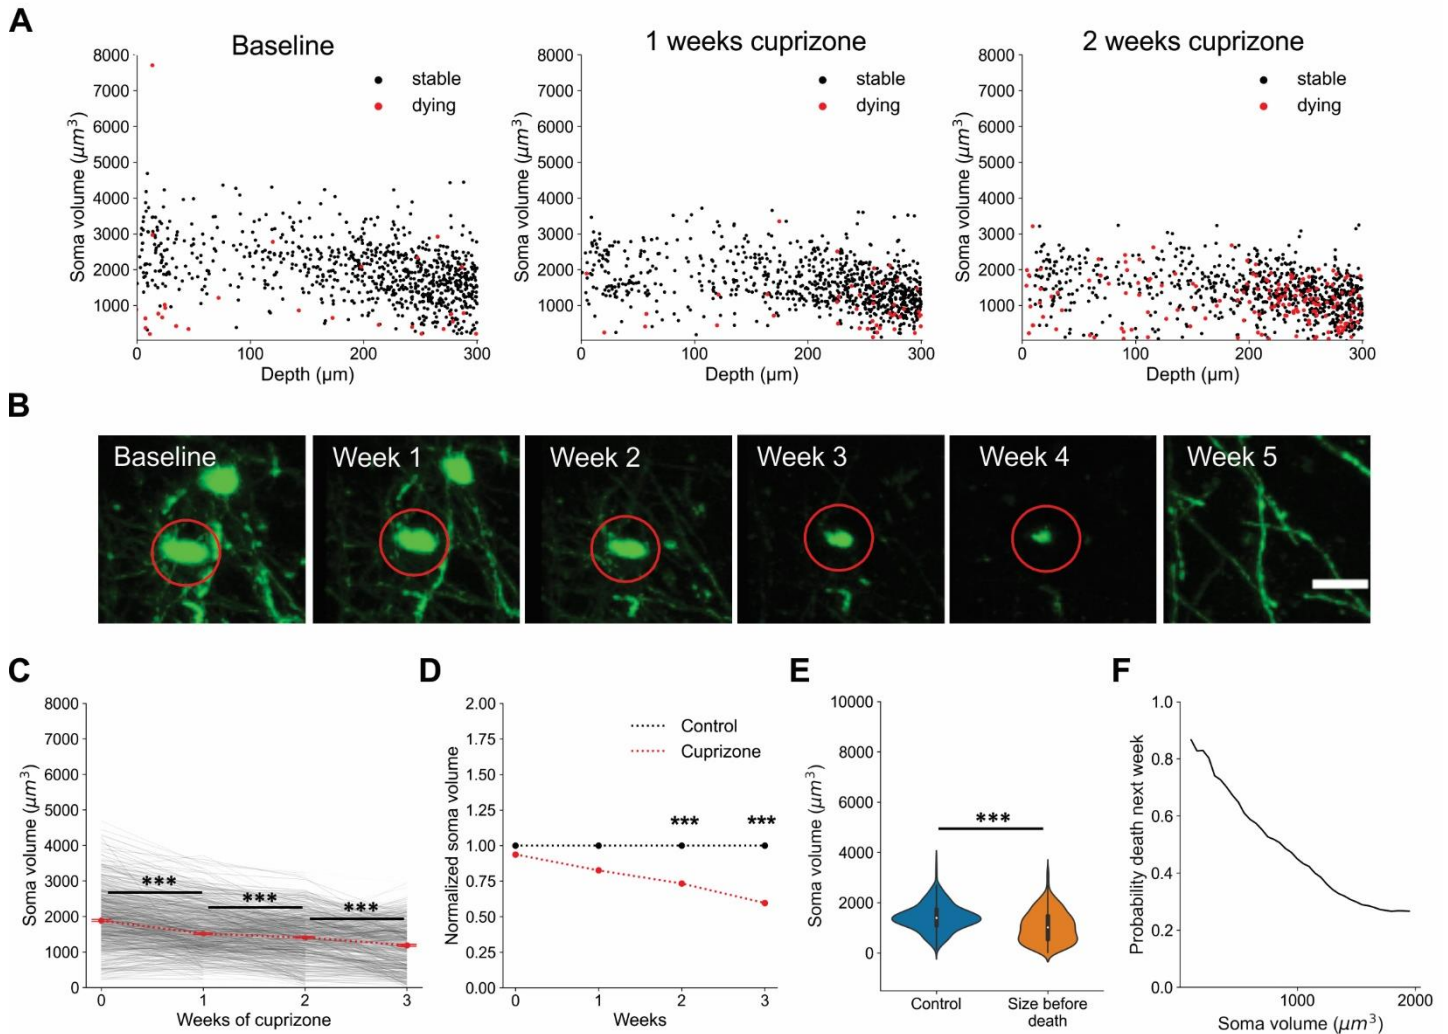 A
Baseline
8000
7000
6000
5000
4000
3000
2000
1000
Soma volume (μm³)
stable
dying
0
100
200
300
Depth (μm)
1 weeks cuprizone
8000
7000
6000
5000
4000
3000
2000
1000
Soma volume (μm³)
stable
dying
0
100
200
300
Depth (μm)
2 weeks cuprizone
8000
7000
6000
5000
4000
3000
2000
1000
Soma volume (μm³)
stable
dying
0
100
200
300
Depth (μm)
B
Baseline
Week 1
Week 2
Week 3
Week 4
Week 5
C
8000
7000
6000
5000
4000
3000
2000
1000
0
Soma volume (μm³)
***
***
***
0
1
2
3
Weeks of cuprizone
D
2.00
1.75
1.50
1.25
1.00
0.75
0.50
0.25
0.00
Normalized soma volume
Control
Cuprizone
***
***
0
1
2
3
Weeks
E
10000
8000
6000
4000
2000
0
Soma volume (μm³)
***
Control
Size before
death
F
1.0
0.8
0.6
0.4
0.2
0.0
Probability death next week
1000
2000
Soma volume (μm³)